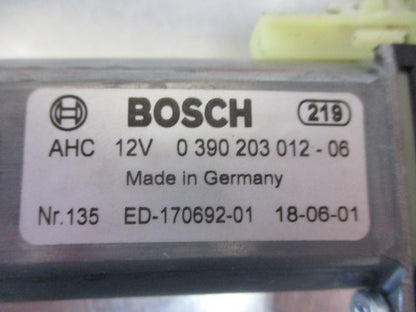 BOSCH 219
AHC 12V 0 390 203 012 - 06
Made in Germany
Nr.135 ED-170692-01 18-06-01